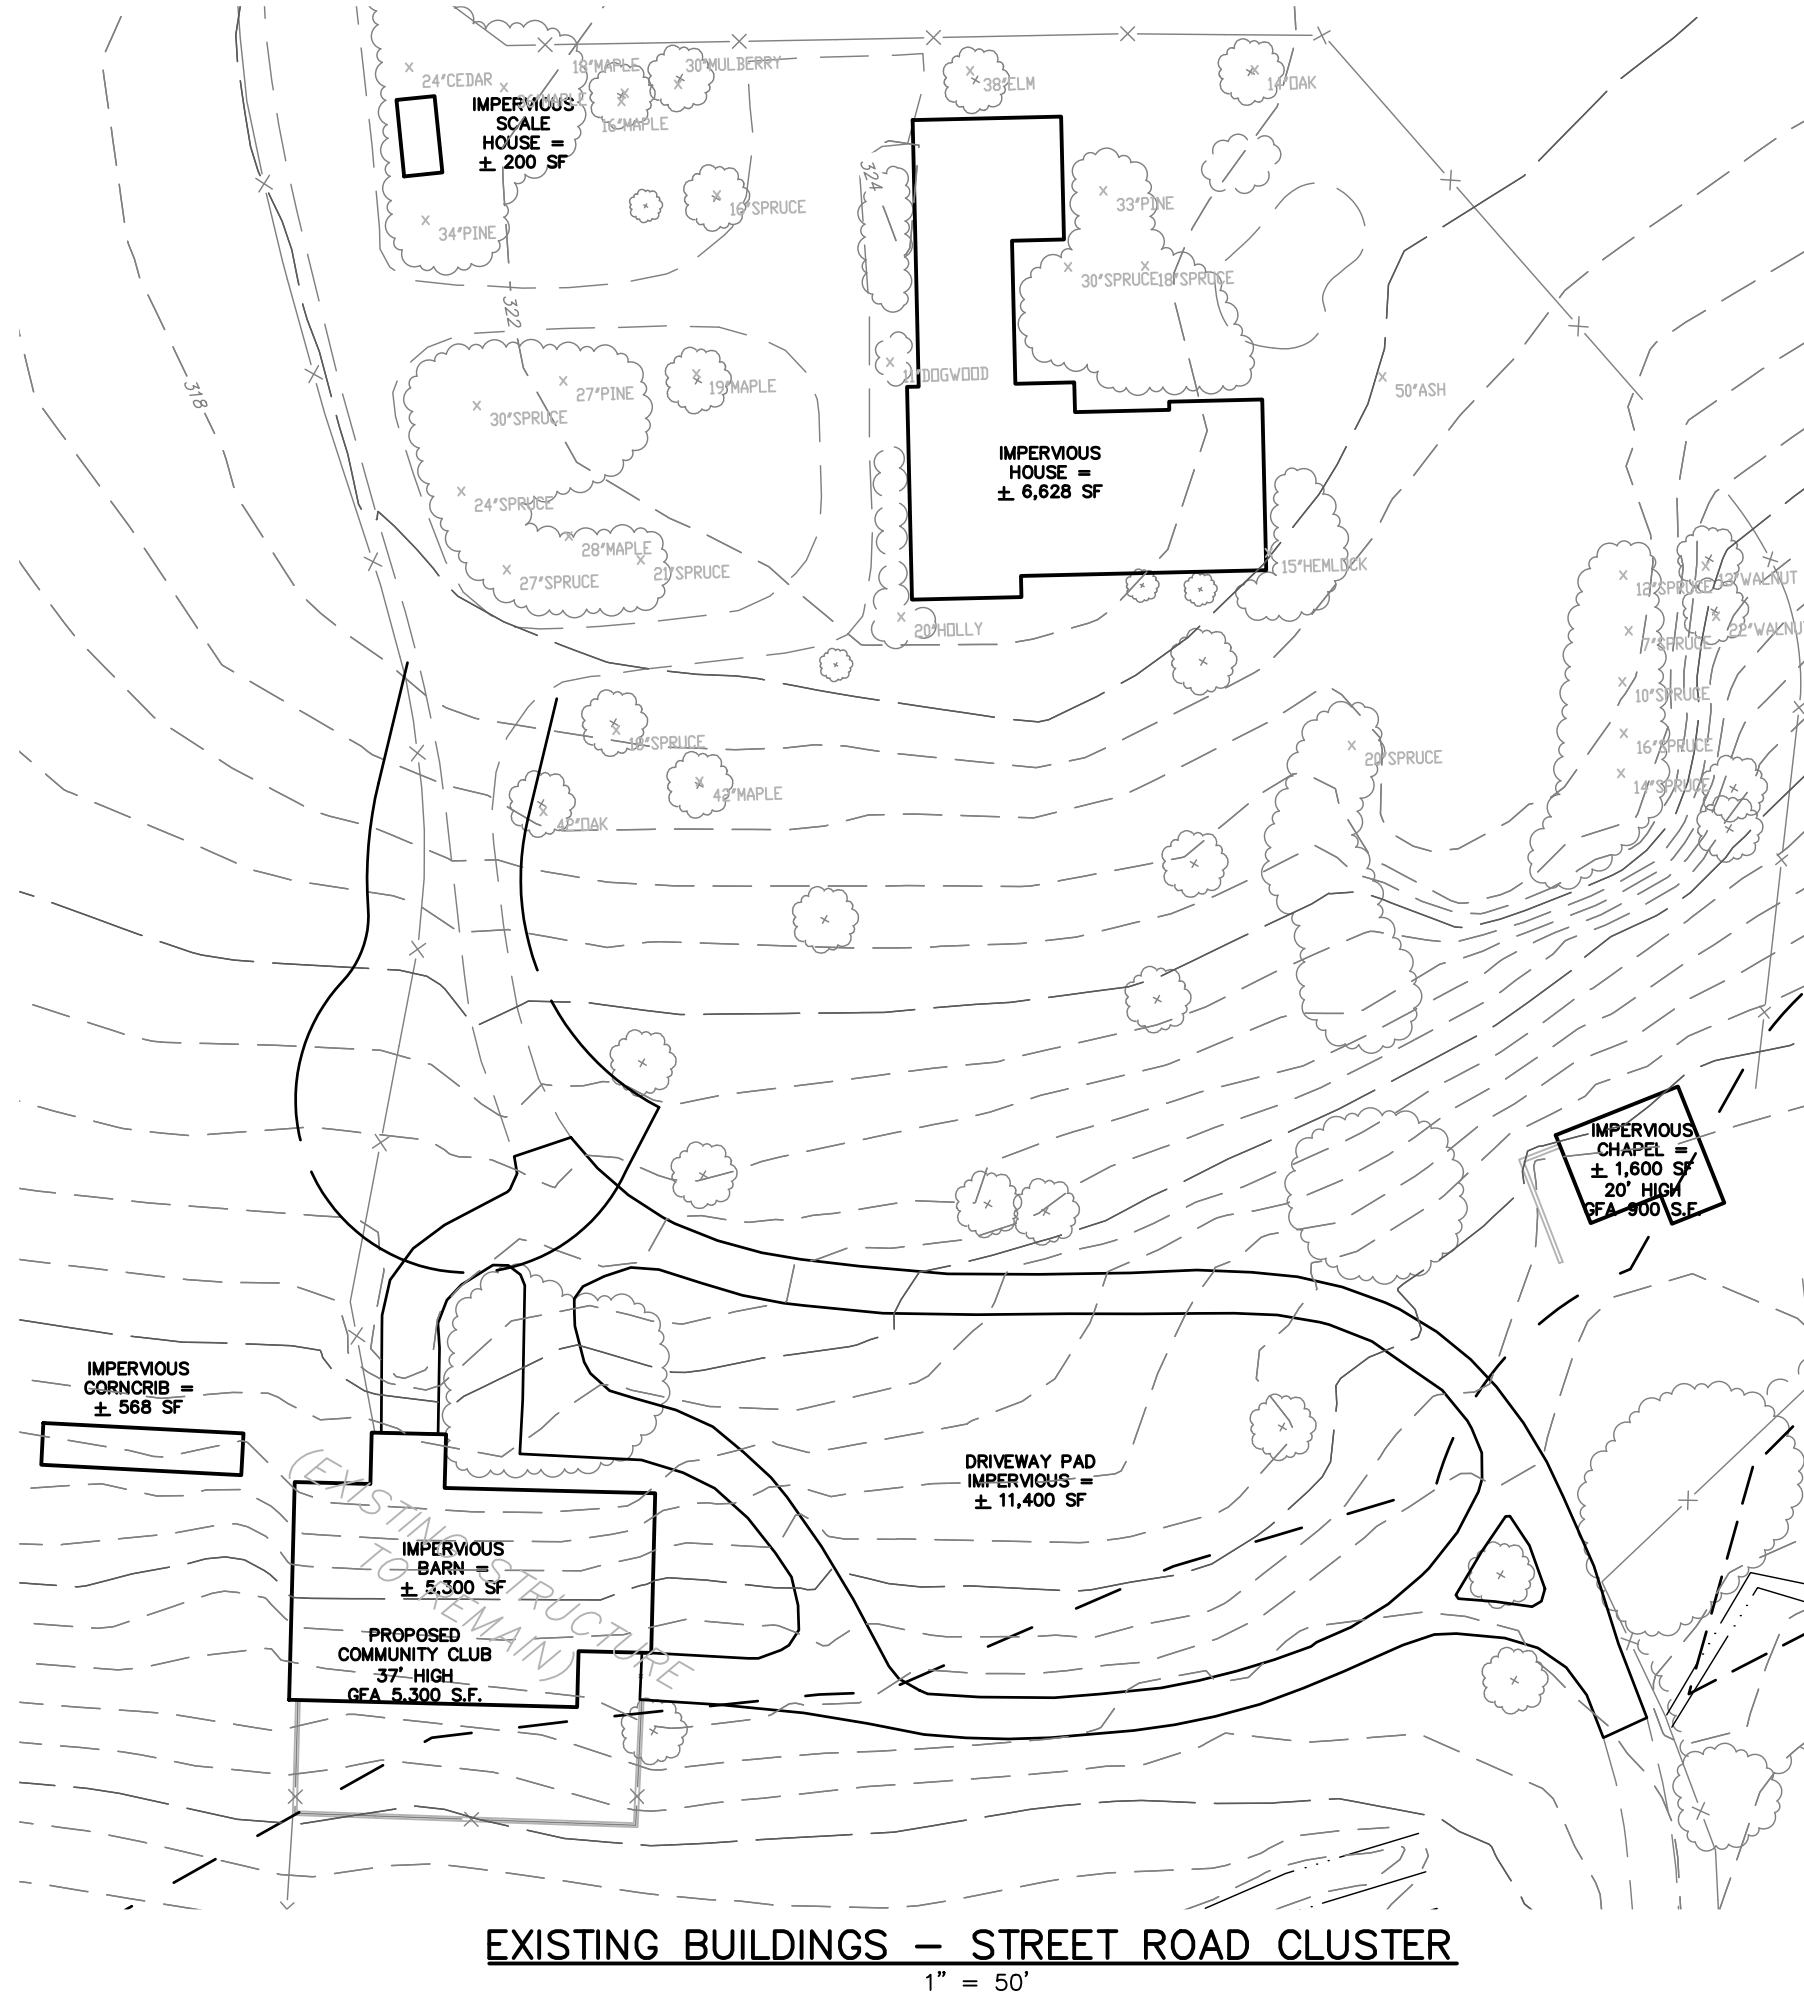 18"MAPLE
30"MULBERRY
24"CEDAR
38"ELM
14"OAK
IMPERVIOUS
SCALE
HOUSE =
± 200 SF
16"MAPLE
324
16"SPRUCE
33"PINE
34"PINE
30"SPRUCE
18"SPRUCE
322
318
27"PINE
19"MAPLE
11"DOGWOOD
50"ASH
30"SPRUCE
IMPERVIOUS
HOUSE =
± 6,628 SF
24"SPRUCE
28"MAPLE
21"SPRUCE
27"SPRUCE
15"HEMLOCK
12"SPRUCE
WALNUT
20"HOLLY
22"WALNUT
7"SPRUCE
10"SPRUCE
18"SPRUCE
16"SPRUCE
20"SPRUCE
14"SPRUCE
42"MAPLE
42"OAK
IMPERVIOUS
CHAPEL =
± 1,600 SF
20' HIGH
GFA 900 S.F.
IMPERVIOUS
CORNCRIB =
± 568 SF
DRIVEWAY PAD
IMPERVIOUS =
± 11,400 SF
(EXISTING STRUCTURE
TO REMAIN)
IMPERVIOUS
BARN =
± 5,300 SF
PROPOSED
COMMUNITY CLUB
37' HIGH
GFA 5,300 S.F.
EXISTING BUILDINGS – STREET ROAD CLUSTER
1" = 50'